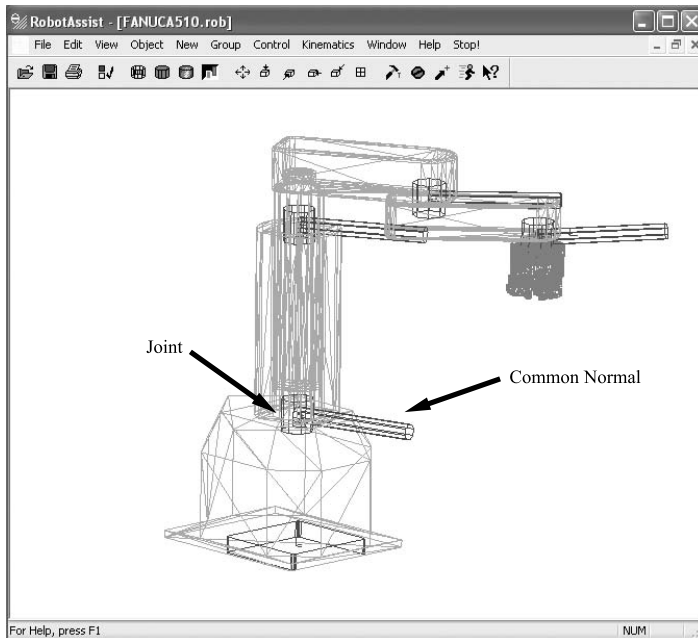 RobotAssist - [FANUCA510.rob]
File Edit View Object New Group Control Kinematics Window Help Stop!
Joint
Common Normal
For Help, press F1
NUM